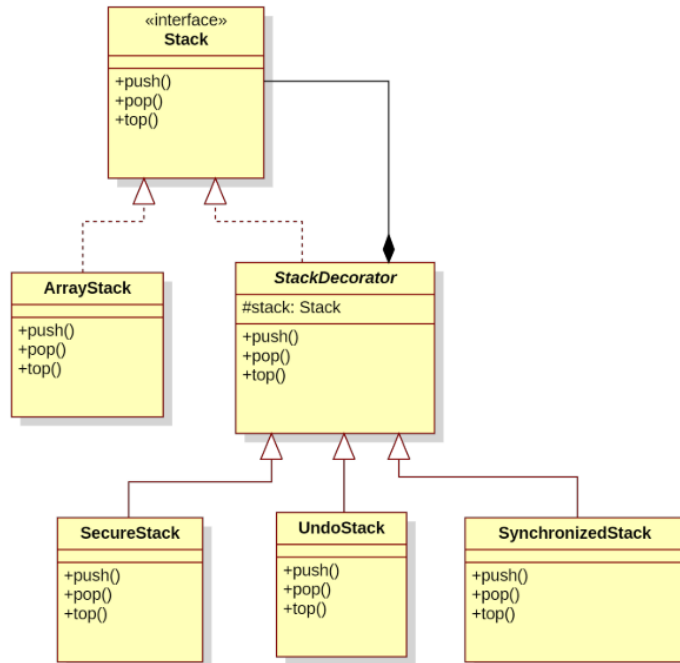 «interface»
Stack
+push()
+pop()
+top()
ArrayStack
+push()
+pop()
+top()
StackDecorator
#stack: Stack
+push()
+pop()
+top()
SecureStack
+push()
+pop()
+top()
UndoStack
+push()
+pop()
+top()
SynchronizedStack
+push()
+pop()
+top()